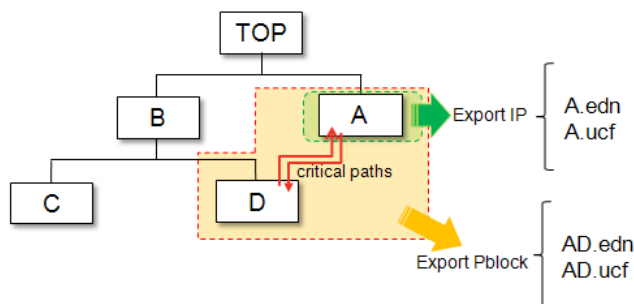 TOP
B
A
Export IP
A.edn
A.ucf
critical paths
C
D
Export Pblock
AD.edn
AD.ucf